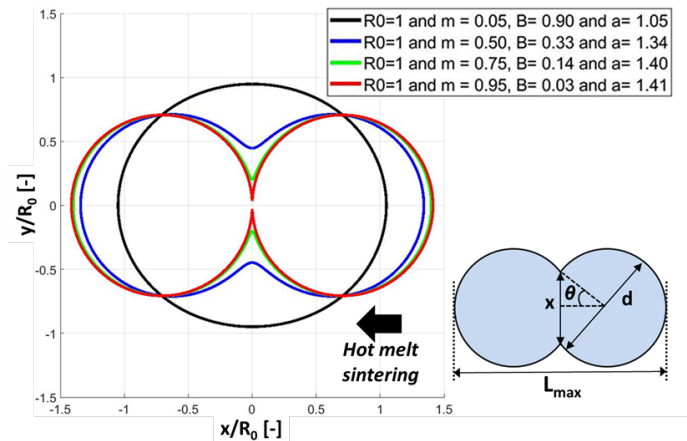 R0=1 and m = 0.05, B= 0.90 and a= 1.05
R0=1 and m = 0.50, B= 0.33 and a= 1.34
R0=1 and m = 0.75, B= 0.14 and a= 1.40
R0=1 and m = 0.95, B= 0.03 and a= 1.41
1.5
1
0.5
0
-0.5
-1
-1.5
y/R₀ [-]
-1.5 -1 -0.5 0 0.5 1 1.5
x/R₀ [-]
Hot melt
sintering
x θ d
Lmax